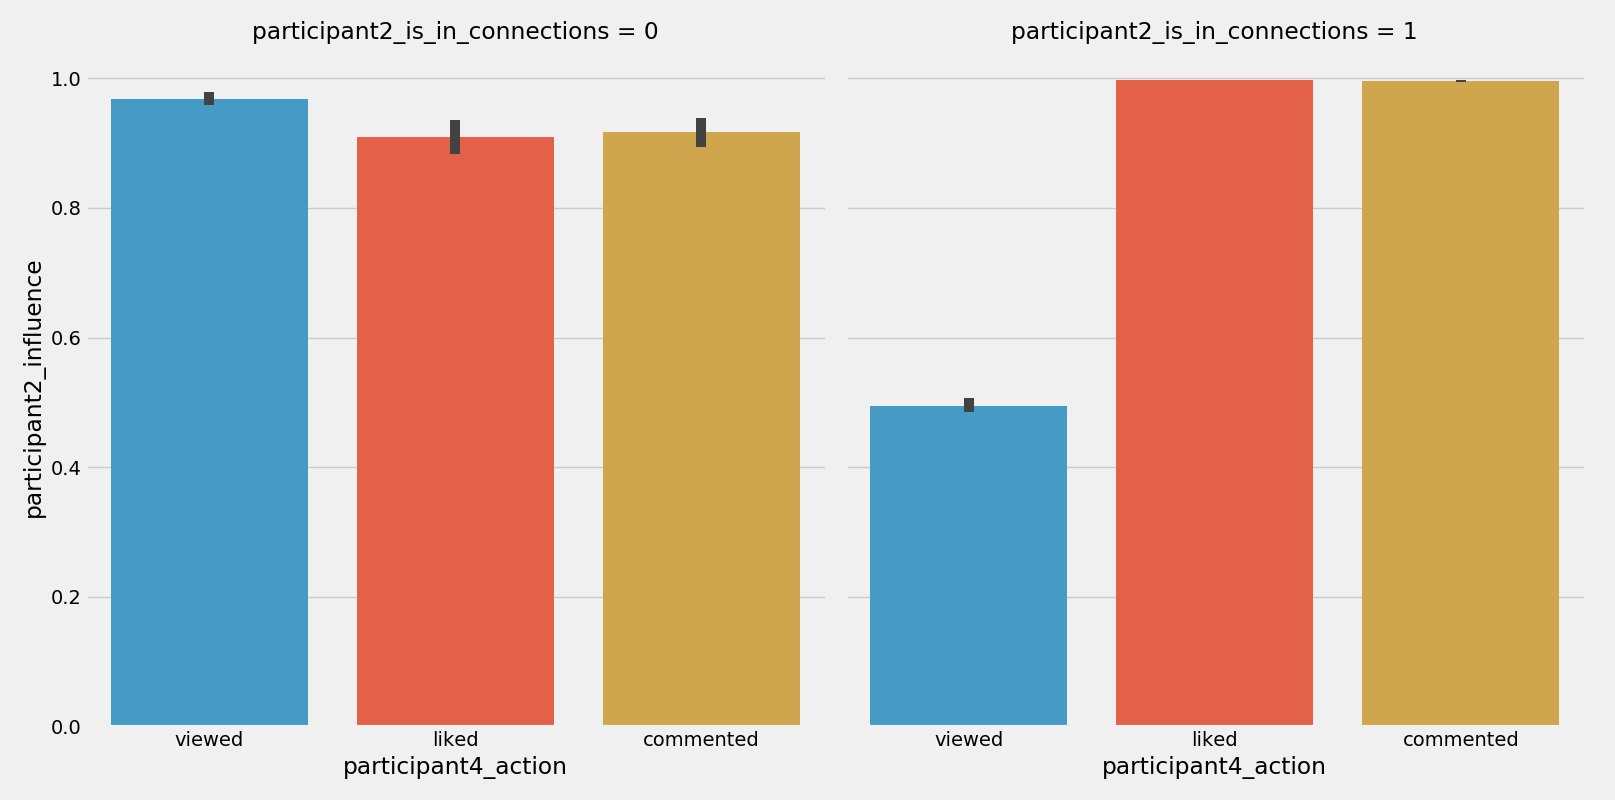 participant2_is_in_connections = 0
participant2_is_in_connections = 1
participant2_influence
1.0
0.8
0.6
0.4
0.2
0.0
viewed
liked
commented
viewed
liked
commented
participant4_action
participant4_action